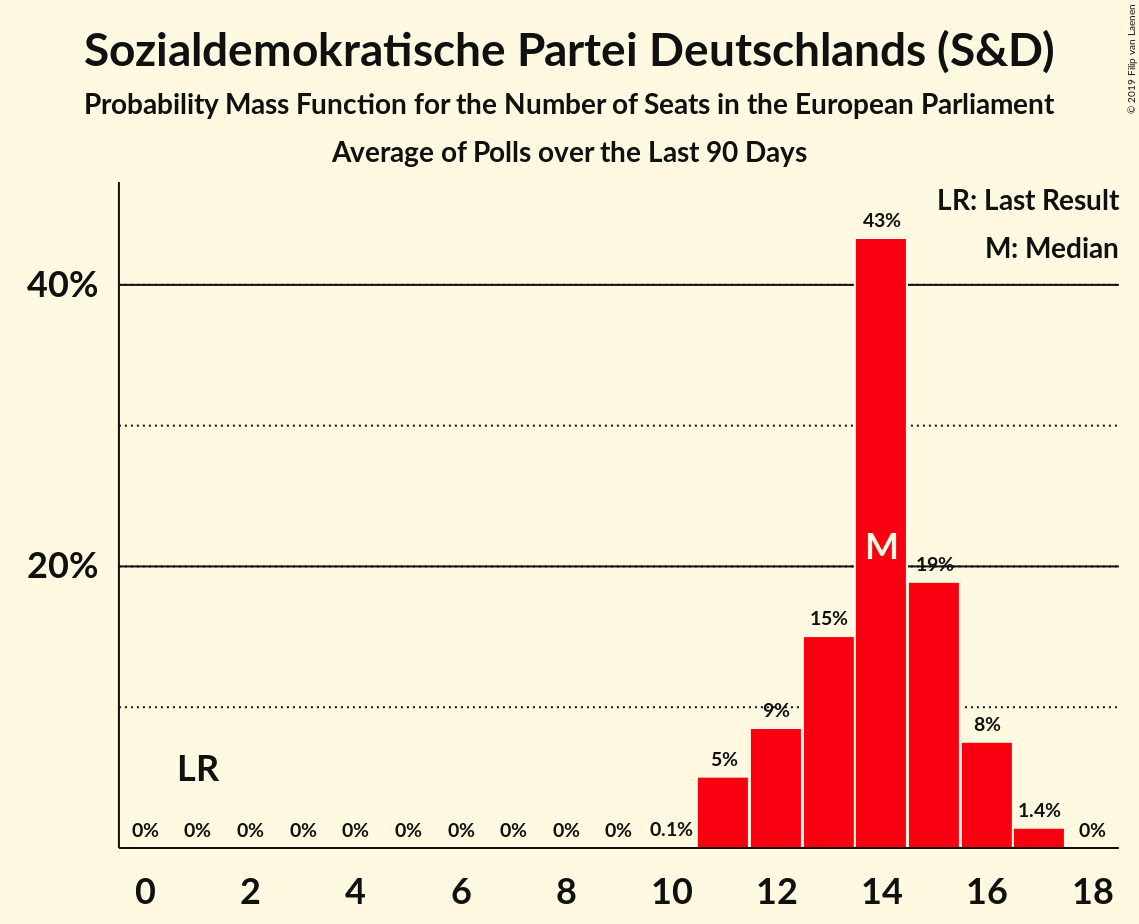 Sozialdemokratische Partei Deutschlands (S&D)
Probability Mass Function for the Number of Seats in the European Parliament
Average of Polls over the Last 90 Days
© 2019 Filip van Laenen
LR: Last Result
M: Median
43%
40%
M
20%
19%
15%
9%
8%
5%
LR
1.4%
0% 0% 0% 0% 0% 0% 0% 0% 0% 0% 0.1% 0%
0 2 4 6 8 10 12 14 16 18